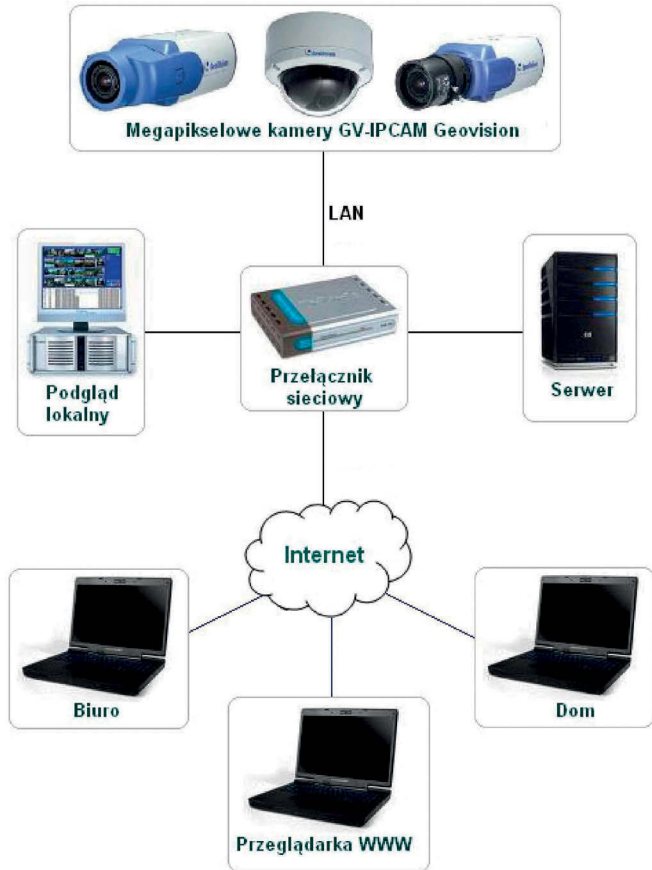 Megapikselowe kamery GV-IPCAM Geovision
LAN
Podgląd
lokalny
Przełącznik
sieciowy
Serwer
Internet
Biuro
Dom
Przeglądarka WWW